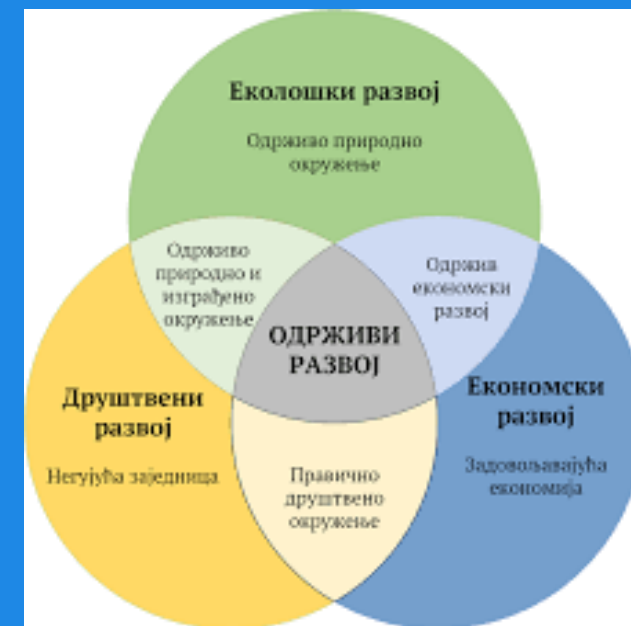 Еколошки развој
Одрживо природно
окружење
Одрживо
природно и
изграђено
окружење
Одржив
економски
развој
ОДРЖИВИ
РАЗВОЈ
Друштвени
развој
Негујућа заједница
Економски
развој
Задовољавајућа
економија
Правично
друштвено
окружење